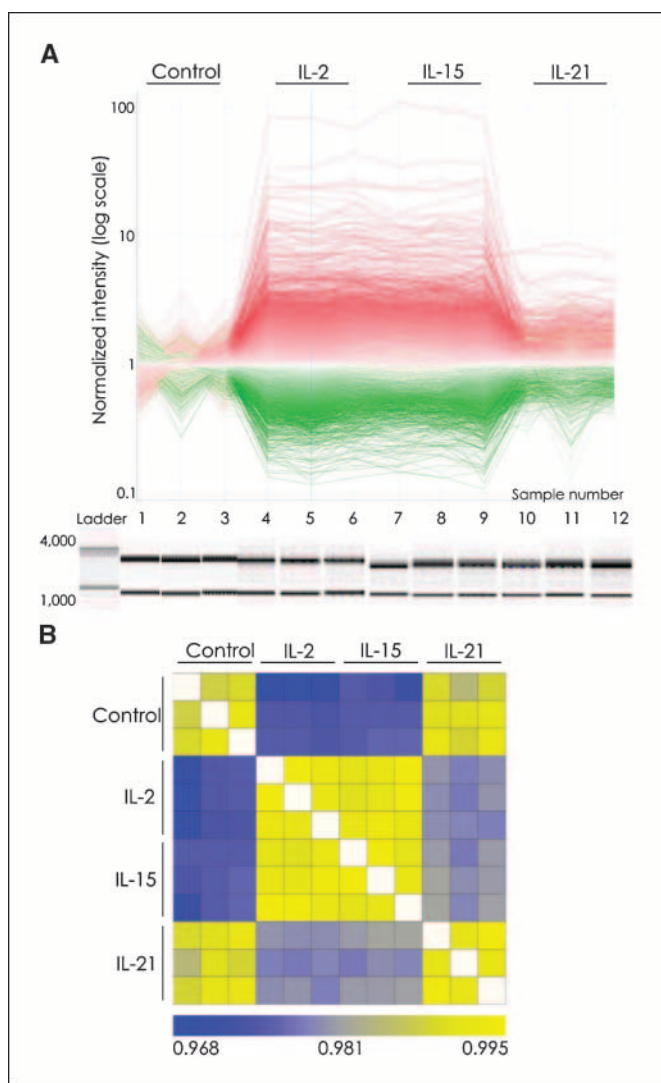 A
Control IL-2 IL-15 IL-21
Normalized intensity (log scale)
100
10
1
0.1
Sample number
Ladder 1 2 3 4 5 6 7 8 9 10 11 12
4,000
1,000
B
Control IL-2 IL-15 IL-21
Control
IL-2
IL-15
IL-21
0.968 0.981 0.995